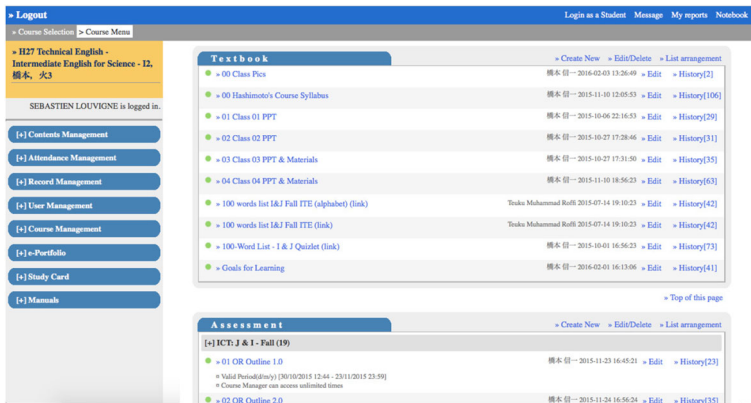 » Logout
Login as a Student Message My reports Notebook
» Course Selection > Course Menu
» H27 Technical English -
Intermediate English for Science - I2,
橋本, 火3
SEBASTIEN LOUVIGNE is logged in.
[+] Contents Management
[+] Attendance Management
[+] Record Management
[+] User Management
[+] Course Management
[+] e-Portfolio
[+] Study Card
[+] Manuals
Textbook » Create New » Edit/Delete » List arrangement
» 00 Class Pics 橋本 信一 2016-02-03 13:26:49 » Edit » History[2]
» 00 Hashimoto's Course Syllabus 橋本 信一 2015-11-10 12:05:53 » Edit » History[106]
» 01 Class 01 PPT 橋本 信一 2015-10-06 22:16:53 » Edit » History[29]
» 02 Class 02 PPT 橋本 信一 2015-10-27 17:28:46 » Edit » History[31]
» 03 Class 03 PPT & Materials 橋本 信一 2015-10-27 17:31:50 » Edit » History[35]
» 04 Class 04 PPT & Materials 橋本 信一 2015-11-10 18:56:23 » Edit » History[63]
» 100 words list I&J Fall ITE (alphabet) (link) Teuku Muhammad Roffi 2015-07-14 19:10:23 » Edit » History[42]
» 100 words list I&J Fall ITE (link) Teuku Muhammad Roffi 2015-07-14 19:10:23 » Edit » History[42]
» 100-Word List - I & J Quizlet (link) 橋本 信一 2015-10-01 16:56:23 » Edit » History[73]
» Goals for Learning 橋本 信一 2016-02-01 16:13:06 » Edit » History[41]
» Top of this page
Assessment » Create New » Edit/Delete » List arrangement
[+] ICT: J & I - Fall (19)
» 01 OR Outline 1.0 橋本 信一 2015-11-23 16:45:21 » Edit » History[23]
¤ Valid Period(d/m/y) [30/10/2015 12:44 - 23/11/2015 23:59]
¤ Course Manager can access unlimited times
» 02 OR Outline 2.0 橋本 信一 2015-11-24 16:56:24 » Edit » History[35]